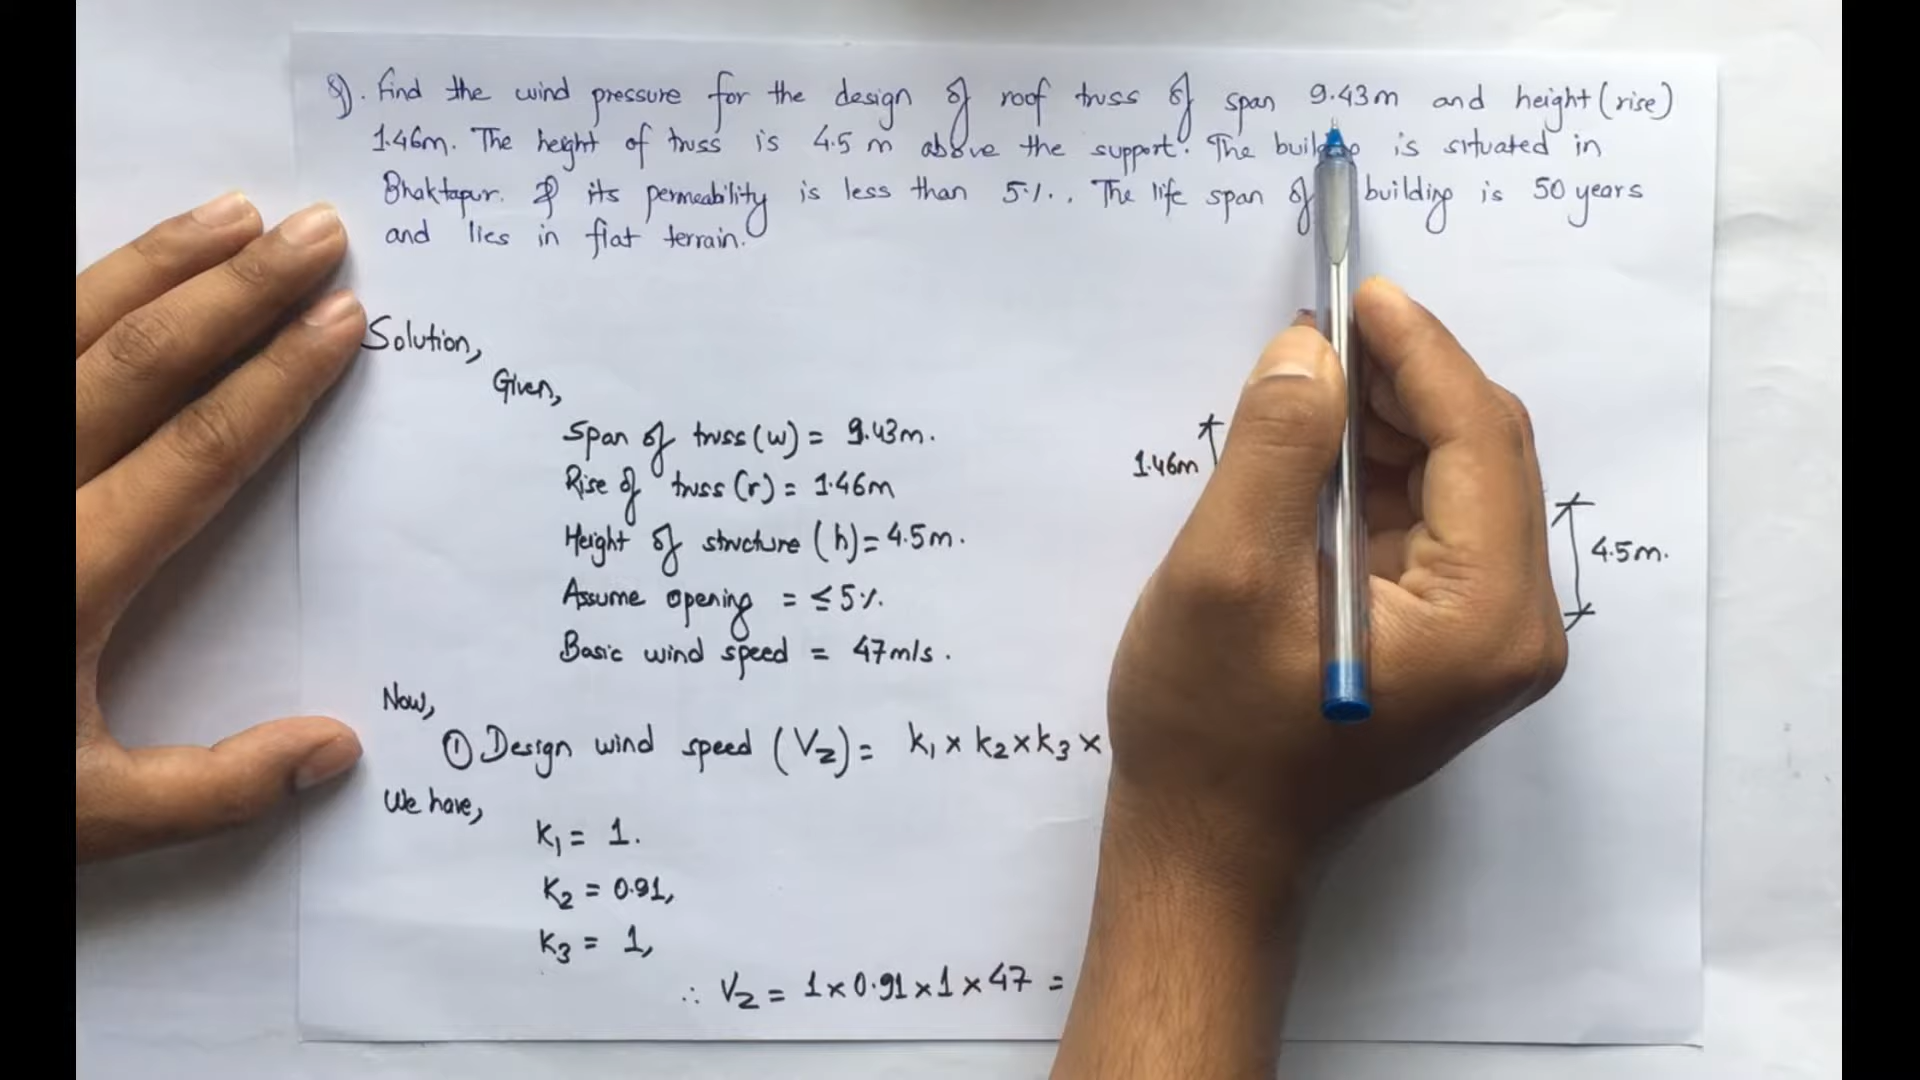 Q). Find the wind pressure for the design of roof truss of span 9.43m and height (rise)
1.46m. The height of truss is 4.5 m above the support. The is situated in
Bhaktapur. & its permeability is less than 5%. . The life span of building is 50 years
and lies in flat terrain.
Solution,
Given,
Span of truss (w) = 9.43m.
Rise of truss (r) = 1.46m
1.46m
Height of structure (h) = 4.5m.
4.5m.
Assume opening = ≤ 5%.
Basic wind speed = 47m/s.
Now,
① Design wind speed (Vz) = k₁ × k₂ × k₃ ×
We have,
K₁ = 1.
K₂ = 0.91,
K₃ = 1,
∴ Vz = 1 × 0.91 × 1 × 47 =